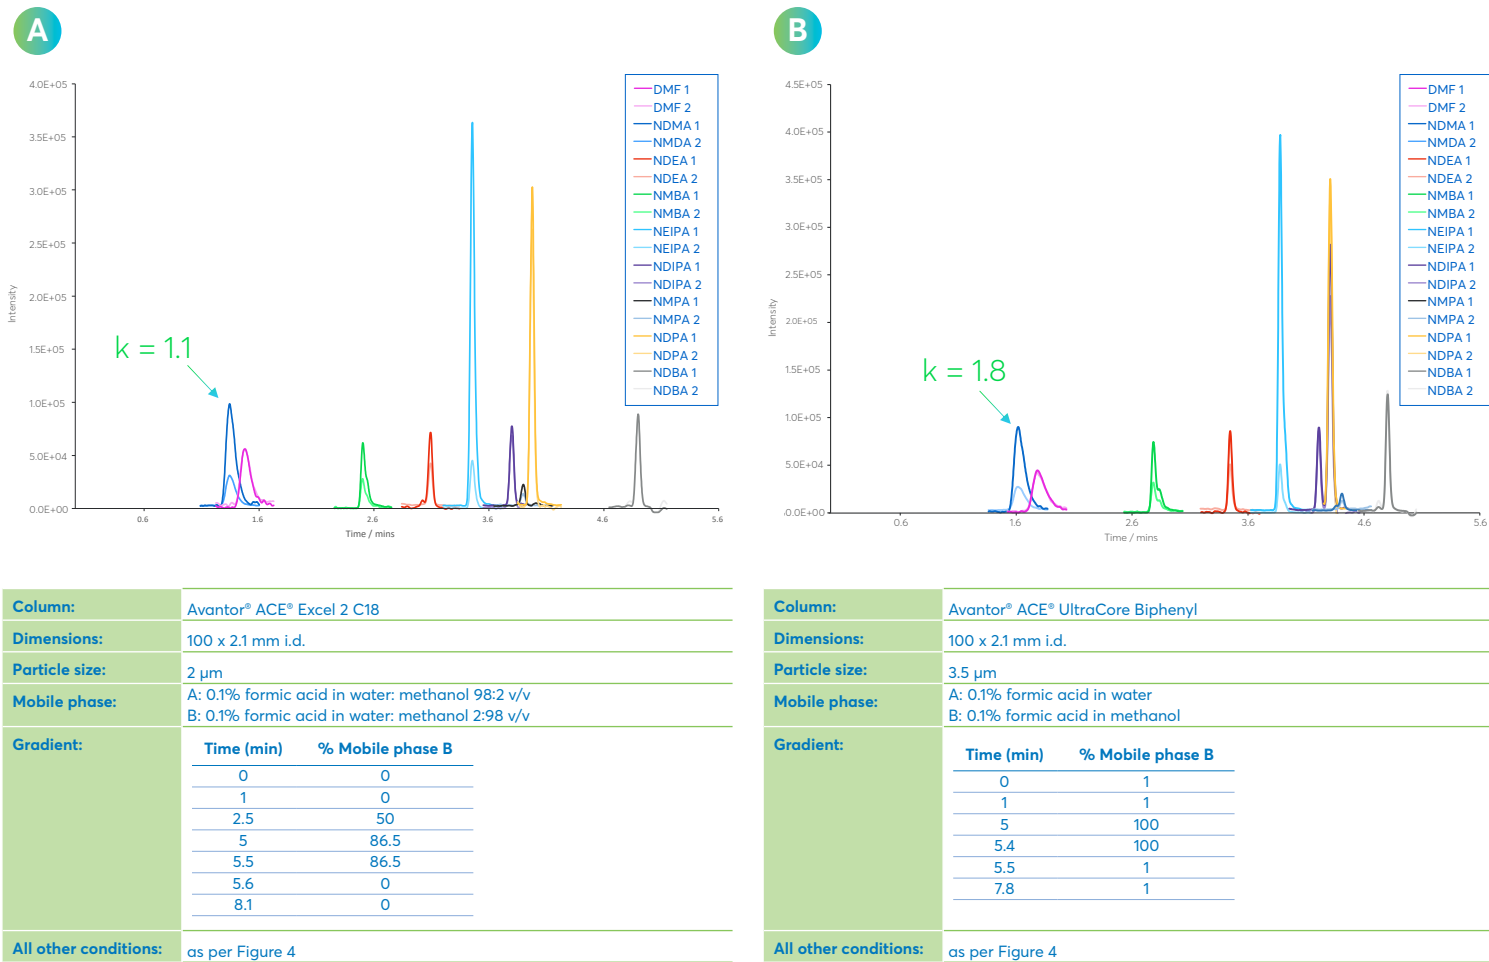 A
4.0E+05
3.5E+05
3.0E+05
2.5E+05
2.0E+05
1.5E+05
1.0E+05
5.0E+04
0.0E+00
Intensity
0.6
1.6
2.6
3.6
4.6
5.6
Time / mins
k = 1.1
DMF 1
DMF 2
NDMA 1
NMDA 2
NDEA 1
NDEA 2
NMBA 1
NMBA 2
NEIPA 1
NEIPA 2
NDIPA 1
NDIPA 2
NMPA 1
NMPA 2
NDPA 1
NDPA 2
NDBA 1
NDBA 2
Column: Avantor® ACE® Excel 2 C18
Dimensions: 100 x 2.1 mm i.d.
Particle size: 2 µm
Mobile phase: A: 0.1% formic acid in water: methanol 98:2 v/v
B: 0.1% formic acid in water: methanol 2:98 v/v
Gradient:
Time (min) % Mobile phase B
0 0
1 0
2.5 50
5 86.5
5.5 86.5
5.6 0
8.1 0
All other conditions: as per Figure 4
B
4.5E+05
4.0E+05
3.5E+05
3.0E+05
2.5E+05
2.0E+05
1.5E+05
1.0E+05
5.0E+04
0.0E+00
Intensity
0.6
1.6
2.6
3.6
4.6
5.6
Time / mins
k = 1.8
DMF 1
DMF 2
NDMA 1
NMDA 2
NDEA 1
NDEA 2
NMBA 1
NMBA 2
NEIPA 1
NEIPA 2
NDIPA 1
NDIPA 2
NMPA 1
NMPA 2
NDPA 1
NDPA 2
NDBA 1
NDBA 2
Column: Avantor® ACE® UltraCore Biphenyl
Dimensions: 100 x 2.1 mm i.d.
Particle size: 3.5 µm
Mobile phase: A: 0.1% formic acid in water
B: 0.1% formic acid in methanol
Gradient:
Time (min) % Mobile phase B
0 1
1 1
5 100
5.4 100
5.5 1
7.8 1
All other conditions: as per Figure 4